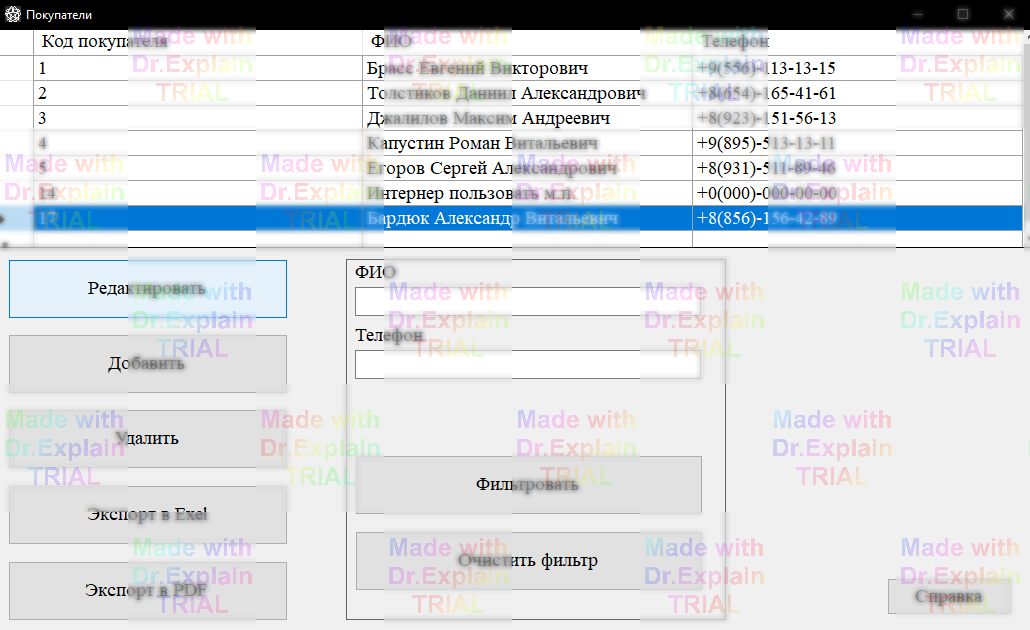 Покупатели
Код покупателя ФИО Телефон
1 Брасс Евгений Викторович +9(556)-113-13-15
2 Толстиков Даниил Александрович +8(654)-165-41-61
3 Джалилов Максим Андреевич +8(923)-151-56-13
4 Капустин Роман Витальевич +9(895)-513-13-11
5 Егоров Сергей Александрович +8(931)-511-89-46
14 Интернер пользовать м.п. +0(000)-000-00-00
17 Бардюк Александр Витальевич +8(856)-156-42-89
Редактировать
Добавить
Удалить
Экспорт в Exel
Экспорт в PDF
ФИО
Телефон
Фильтровать
Очистить фильтр
Справка
Made with
Dr.Explain
TRIAL